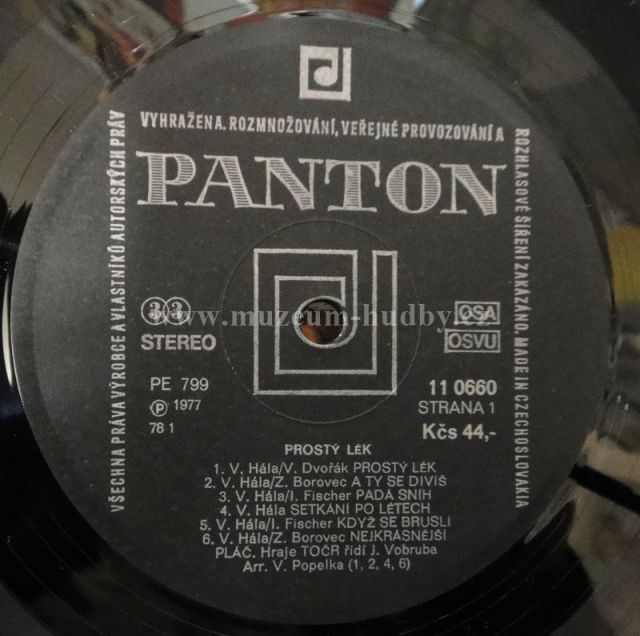 VYHRAŽENA. ROZMNOŽOVÁNÍ, VEŘEJNÉ PROVOZOVÁNÍ A
VŠECHNA PRÁVA VÝROBCE A VLASTNÍKŮ AUTORSKÝCH PRÁV
ROZHLASOVÉ ŠÍŘENÍ ZAKÁZÁNO. MADE IN CZECHOSLOVAKIA
PANTON
www.muzeum-hudby.cz
33
STEREO
OSA
OSVU
PE 799
Ⓟ 1977
78 1
11 0660
STRANA 1
Kčs 44,-
PROSTÝ LÉK
1. V. Hála/V. Dvořák PROSTÝ LÉK
2. V. Hála/Z. Borovec A TY SE DIVÍŠ
3. V. Hála/I. Fischer PADÁ SNÍH
4. V. Hála SETKÁNÍ PO LÉTECH
5. V. Hála/I. Fischer KDYŽ SE BRUSLÍ
6. V. Hála/Z. Borovec NEJKRÁSNĚJŠÍ
PLÁČ. Hraje TOČR řídí J. Vobruba
Arr. V. Popelka (1, 2, 4, 6)